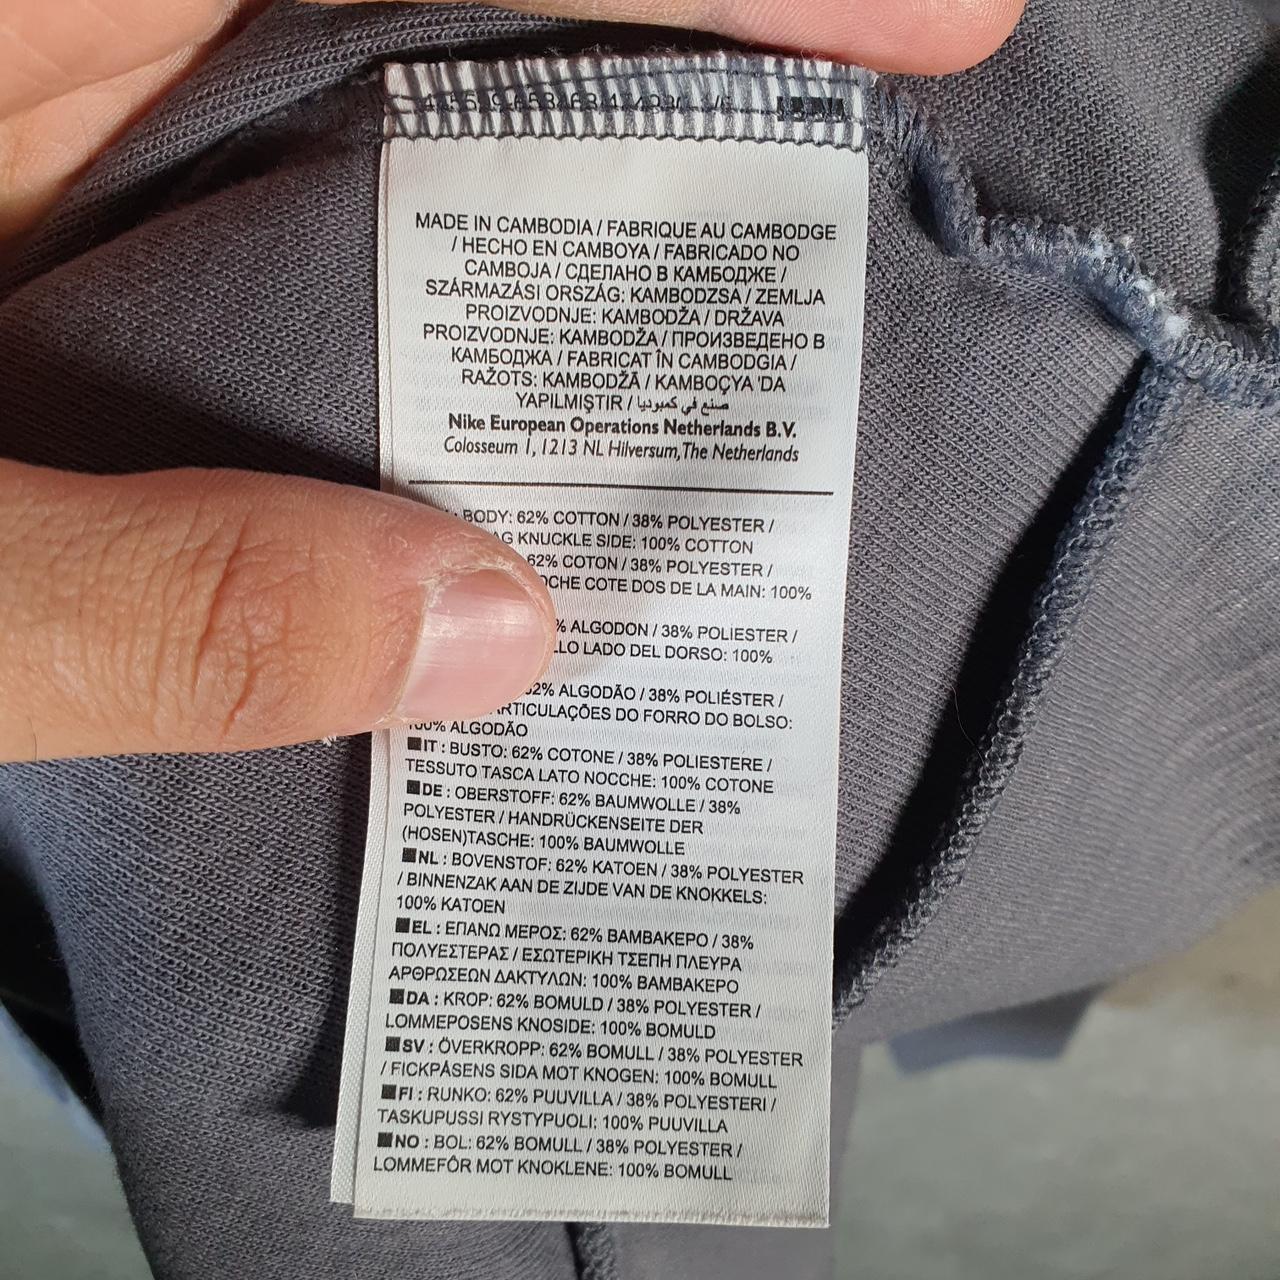 MADE IN CAMBODIA / FABRIQUE AU CAMBODGE
/ HECHO EN CAMBOYA / FABRICADO NO
CAMBOJA / СДЕЛАНО В КАМБОДЖЕ /
SZÁRMAZÁSI ORSZÁG: KAMBODZSA / ZEMLJA
PROIZVODNJE: KAMBODŽA / DRŽAVA
PROIZVODNJE: KAMBODŽA / ПРОИЗВЕДЕНО В
КАМБОДЖА / FABRICAT ÎN CAMBODGIA /
RAŽOTS: KAMBODŽĀ / KAMBOÇYA 'DA
YAPILMIŞTIR / صنع في كمبوديا
Nike European Operations Netherlands B.V.
Colosseum 1, 1213 NL Hilversum, The Netherlands
BODY: 62% COTTON / 38% POLYESTER /
KNUCKLE SIDE: 100% COTTON
62% COTON / 38% POLYESTER /
COTE DOS DE LA MAIN: 100%
ALGODON / 38% POLIESTER /
LADO DEL DORSO: 100%
ALGODÃO / 38% POLIÉSTER /
ARTICULAÇÕES DO FORRO DO BOLSO:
100% ALGODÃO
IT : BUSTO: 62% COTONE / 38% POLIESTERE /
TESSUTO TASCA LATO NOCCHE: 100% COTONE
DE : OBERSTOFF: 62% BAUMWOLLE / 38%
POLYESTER / HANDRÜCKENSEITE DER
(HOSEN)TASCHE: 100% BAUMWOLLE
NL : BOVENSTOF: 62% KATOEN / 38% POLYESTER
/ BINNENZAK AAN DE ZIJDE VAN DE KNOKKELS:
100% KATOEN
EL : ΕΠΑΝΩ ΜΕΡΟΣ: 62% ΒΑΜΒΑΚΕΡΟ / 38%
ΠΟΛΥΕΣΤΕΡΑΣ / ΕΣΩΤΕΡΙΚΗ ΤΣΕΠΗ ΠΛΕΥΡΑ
ΑΡΘΡΩΣΕΩΝ ΔΑΚΤΥΛΩΝ: 100% ΒΑΜΒΑΚΕΡΟ
DA : KROP: 62% BOMULD / 38% POLYESTER /
LOMMEPOSENS KNOSIDE: 100% BOMULD
SV : ÖVERKROPP: 62% BOMULL / 38% POLYESTER
/ FICKPÅSENS SIDA MOT KNOGEN: 100% BOMULL
FI : RUNKO: 62% PUUVILLA / 38% POLYESTERI /
TASKUPUSSI RYSTYPUOLI: 100% PUUVILLA
NO : BOL: 62% BOMULL / 38% POLYESTER /
LOMMEFÔR MOT KNOKLENE: 100% BOMULL